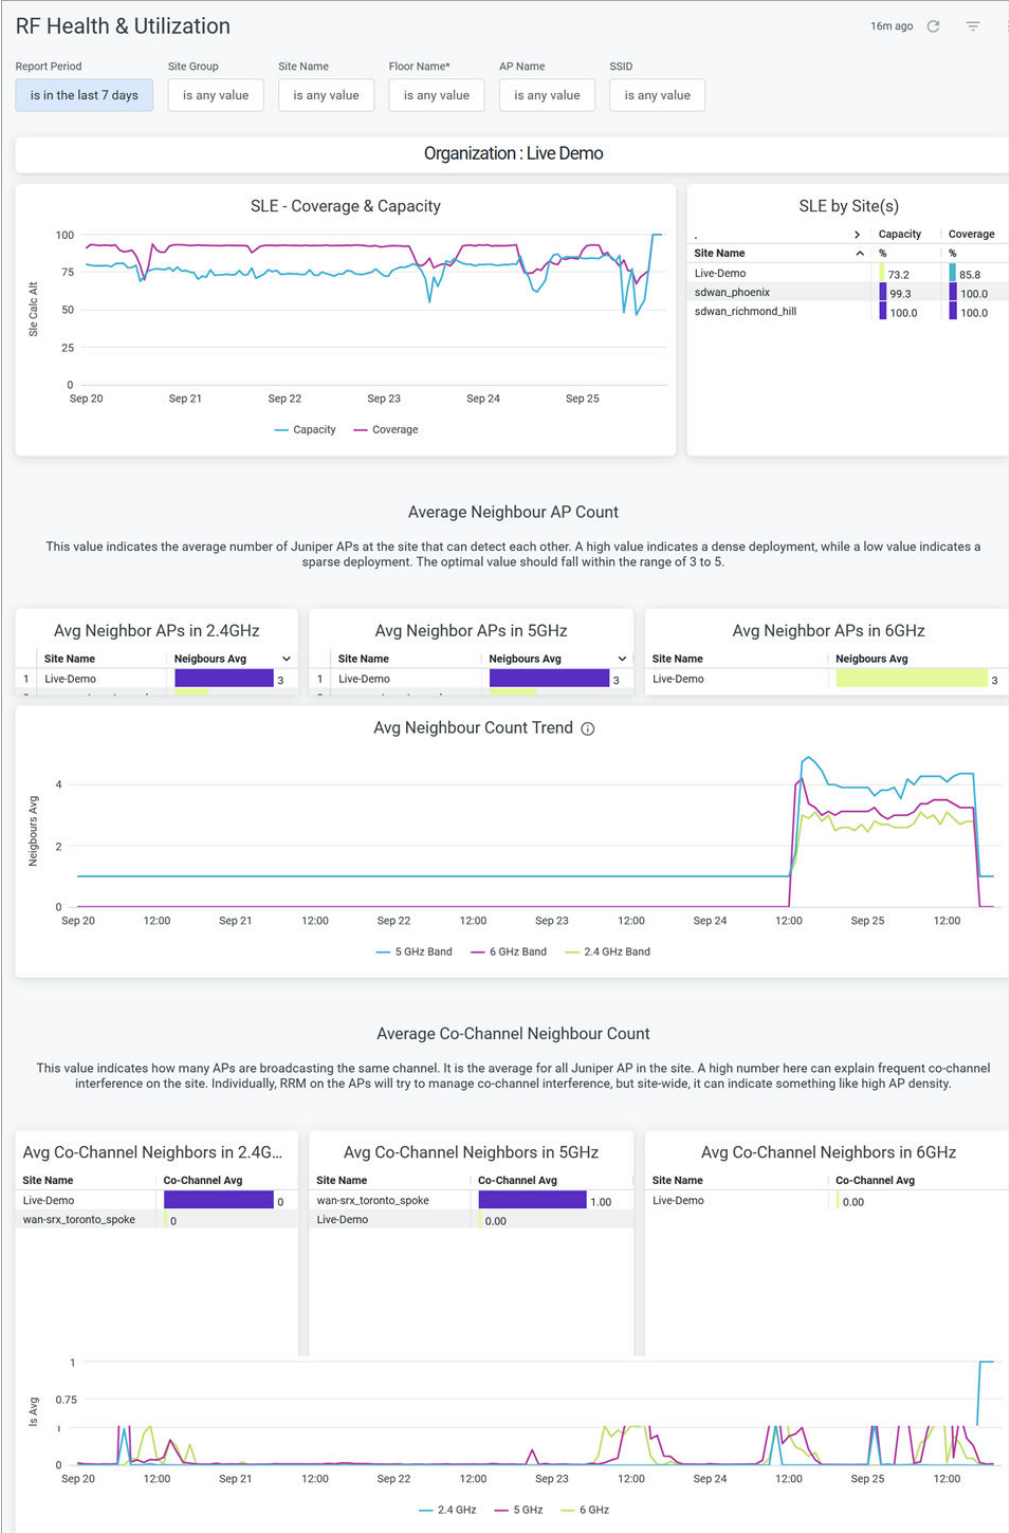 RF Health & Utilization
16m ago
Report Period Site Group Site Name Floor Name* AP Name SSID
is in the last 7 days is any value is any value is any value is any value is any value
Organization : Live Demo
SLE - Coverage & Capacity
100
75
50
25
0
Sle Calc Alt
Sep 20 Sep 21 Sep 22 Sep 23 Sep 24 Sep 25
Capacity Coverage
SLE by Site(s)
. Capacity Coverage
Site Name % %
Live-Demo 73.2 85.8
sdwan_phoenix 99.3 100.0
sdwan_richmond_hill 100.0 100.0
Average Neighbour AP Count
This value indicates the average number of Juniper APs at the site that can detect each other. A high value indicates a dense deployment, while a low value indicates a
sparse deployment. The optimal value should fall within the range of 3 to 5.
Avg Neighbor APs in 2.4GHz
Site Name Neigbours Avg
1 Live-Demo 3
Avg Neighbor APs in 5GHz
Site Name Neigbours Avg
1 Live-Demo 3
Avg Neighbor APs in 6GHz
Site Name Neigbours Avg
Live-Demo 3
Avg Neighbour Count Trend
4
2
0
Neigbours Avg
Sep 20 12:00 Sep 21 12:00 Sep 22 12:00 Sep 23 12:00 Sep 24 12:00 Sep 25 12:00
5 GHz Band 6 GHz Band 2.4 GHz Band
Average Co-Channel Neighbour Count
This value indicates how many APs are broadcasting the same channel. It is the average for all Juniper AP in the site. A high number here can explain frequent co-channel
interference on the site. Individually, RRM on the APs will try to manage co-channel interference, but site-wide, it can indicate something like high AP density.
Avg Co-Channel Neighbors in 2.4G...
Site Name Co-Channel Avg
Live-Demo 0
wan-srx_toronto_spoke 0
Avg Co-Channel Neighbors in 5GHz
Site Name Co-Channel Avg
wan-srx_toronto_spoke 1.00
Live-Demo 0.00
Avg Co-Channel Neighbors in 6GHz
Site Name Co-Channel Avg
Live-Demo 0.00
1
0.75
0
ls Avg
Sep 20 12:00 Sep 21 12:00 Sep 22 12:00 Sep 23 12:00 Sep 24 12:00 Sep 25 12:00
2.4 GHz 5 GHz 6 GHz